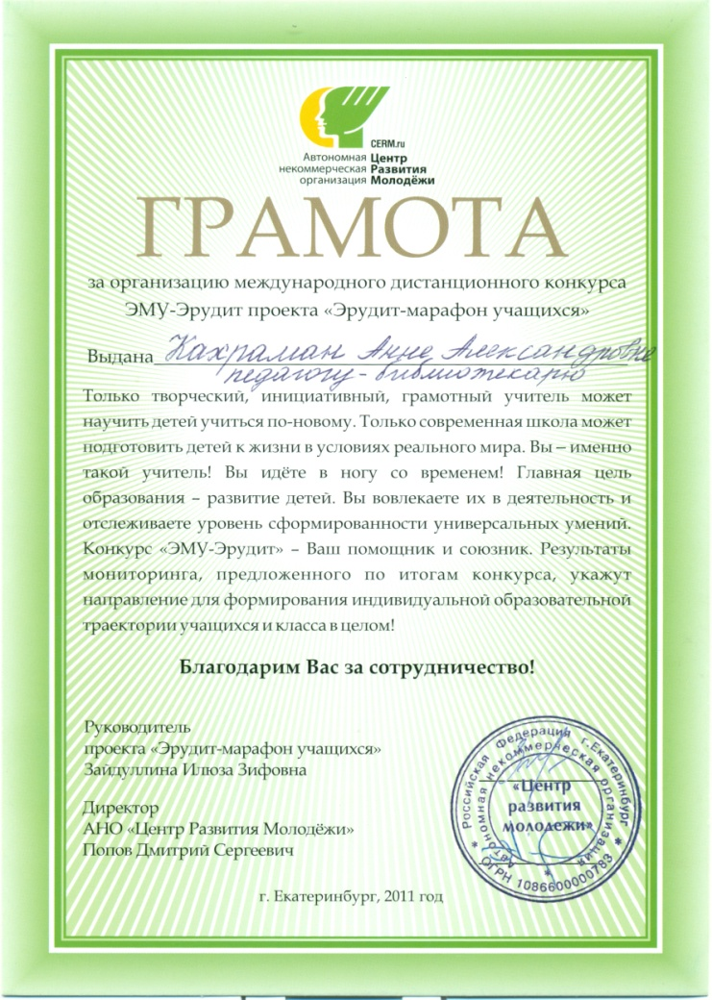 CERM.ru
Автономная Центр
некоммерческая Развития
организация Молодёжи
ГРАМОТА
за организацию международного дистанционного конкурса
ЭМУ-Эрудит проекта «Эрудит-марафон учащихся»
Выдана Кахраман Анне Александровне
педагогу-библиотекарю
Только творческий, инициативный, грамотный учитель может
научить детей учиться по-новому. Только современная школа может
подготовить детей к жизни в условиях реального мира. Вы – именно
такой учитель! Вы идёте в ногу со временем! Главная цель
образования – развитие детей. Вы вовлекаете их в деятельность и
отслеживаете уровень сформированности универсальных умений.
Конкурс «ЭМУ-Эрудит» – Ваш помощник и союзник. Результаты
мониторинга, предложенного по итогам конкурса, укажут
направление для формирования индивидуальной образовательной
траектории учащихся и класса в целом!
Благодарим Вас за сотрудничество!
Руководитель
проекта «Эрудит-марафон учащихся»
Зайдуллина Илюза Зифовна
Директор
АНО «Центр Развития Молодёжи»
Попов Дмитрий Сергеевич
Российская Федерация г.Екатеринбург
Автономная некоммерческая организация
«Центр
развития
молодежи»
ОГРН 1086600000783
г. Екатеринбург, 2011 год